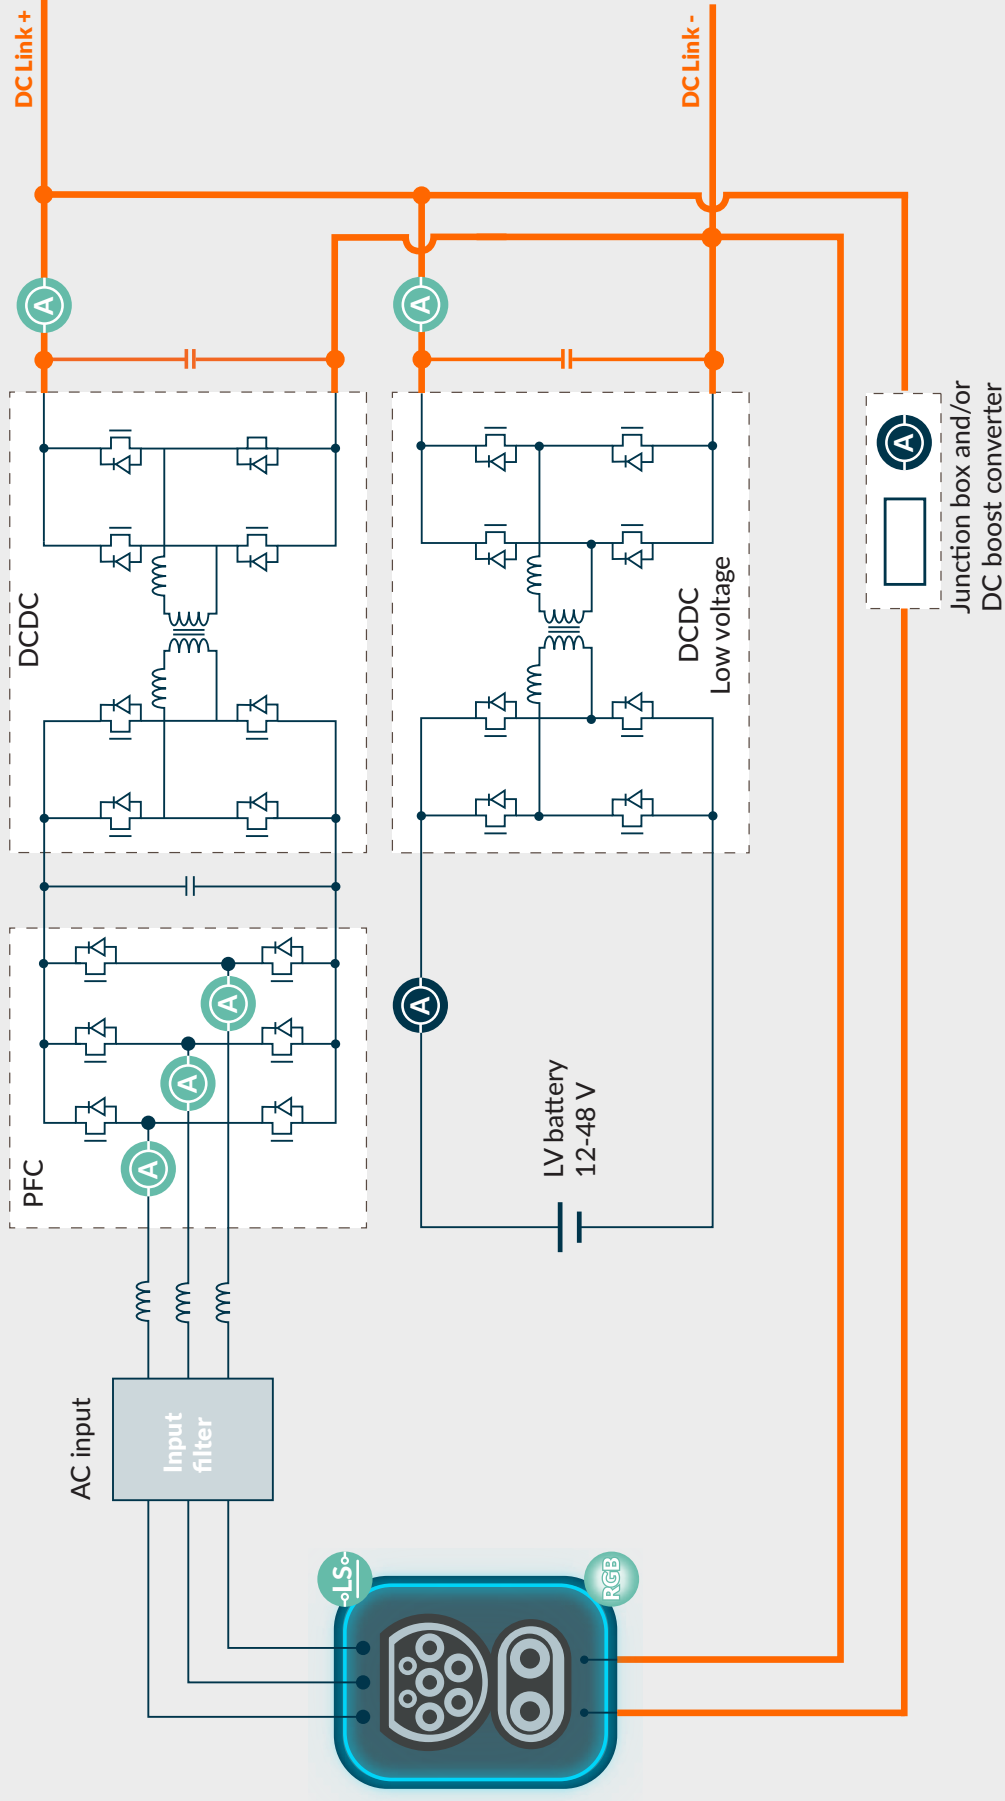 DC Link +
DC Link -
A
A
DCDC
DCDC
Low voltage
A
Junction box and/or
DC boost converter
PFC
A
A
A
A
LV battery
12-48 V
AC input
Input
filter
LS
RGB